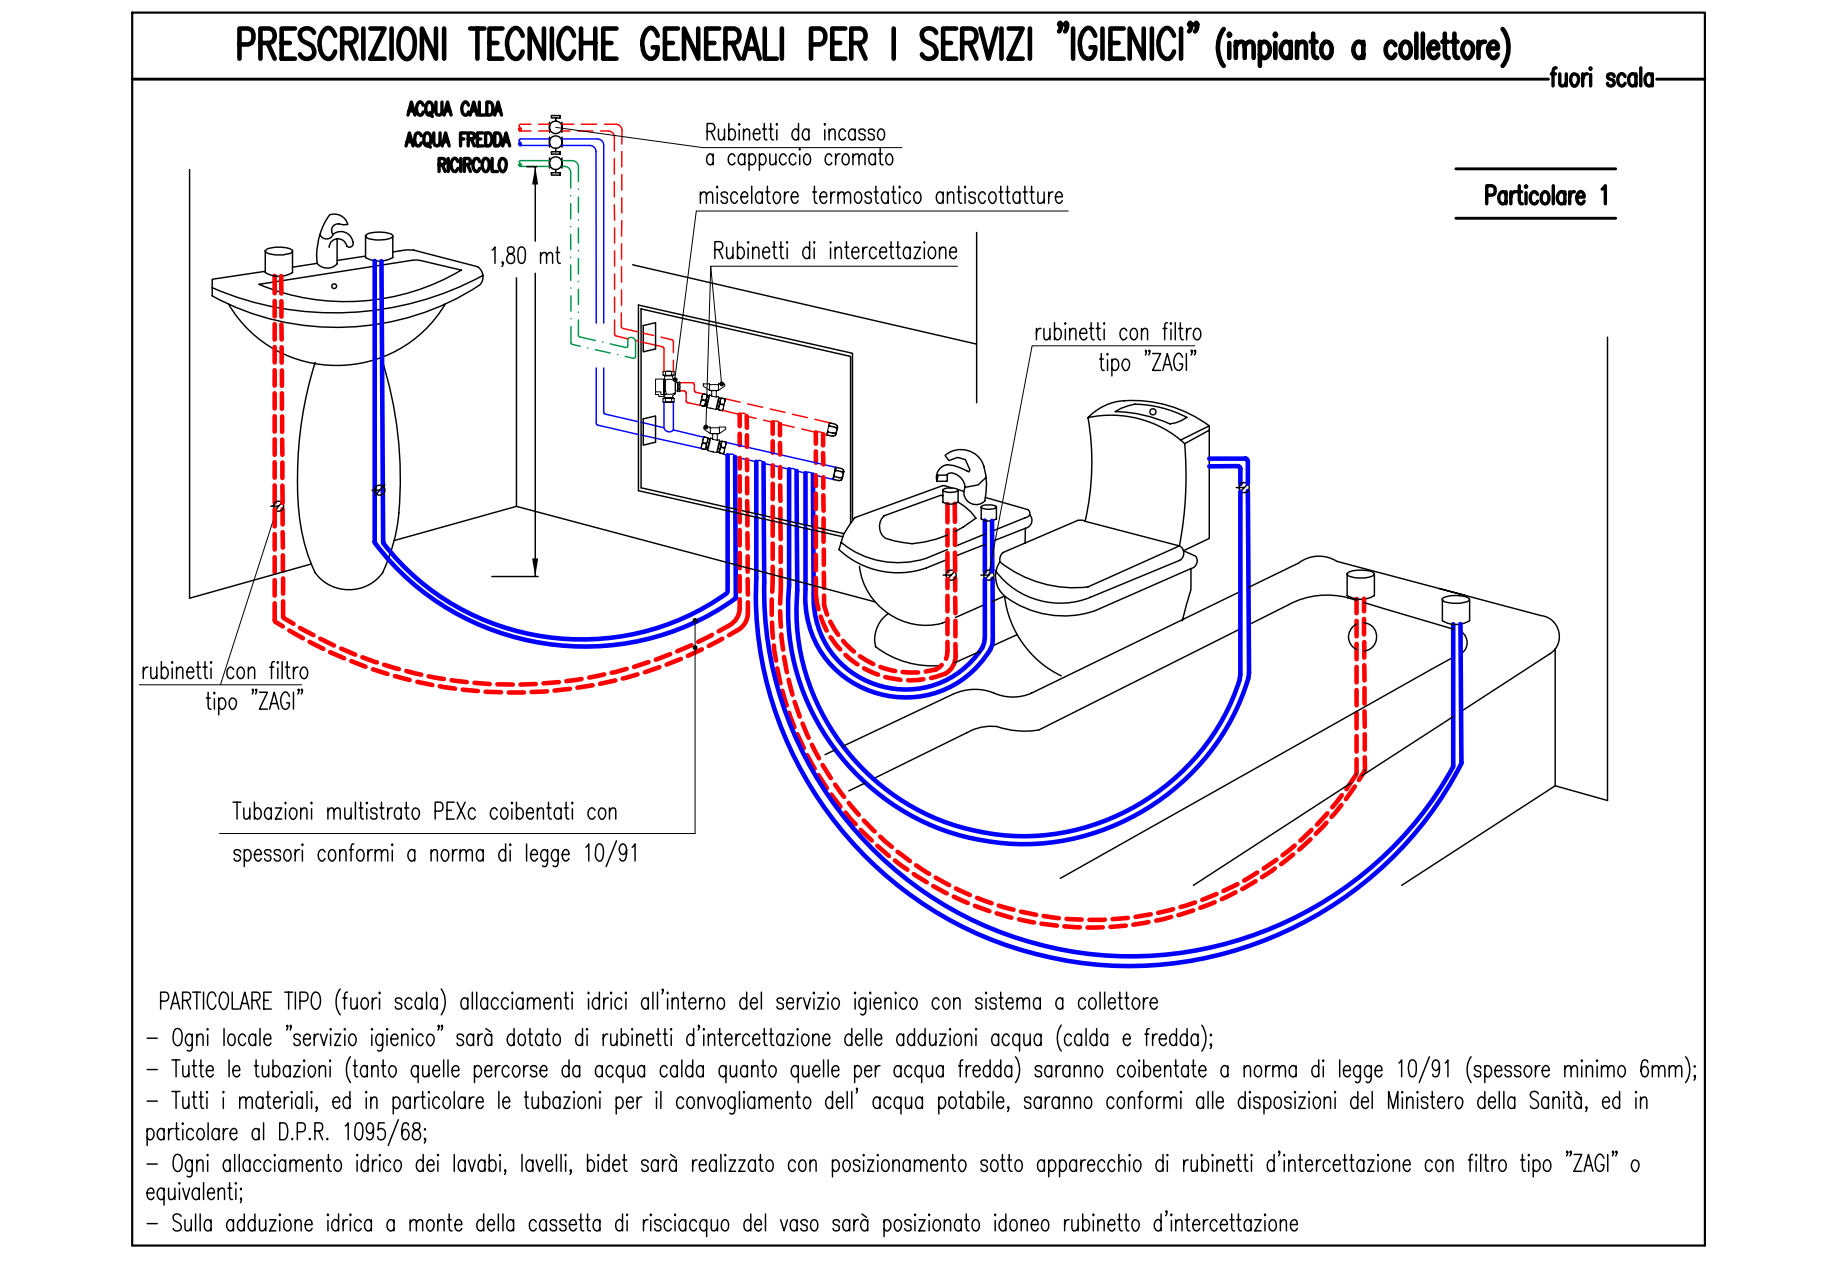 PRESCRIZIONI TECNICHE GENERALI PER I SERVIZI "IGIENICI" (impianto a collettore)
fuori scala
ACQUA CALDA
ACQUA FREDDA
RICIRCOLO
Rubinetti da incasso
a cappuccio cromato
Particolare 1
miscelatore termostatico antiscottatture
1,80 mt
Rubinetti di intercettazione
rubinetti con filtro
tipo "ZAGI"
rubinetti con filtro
tipo "ZAGI"
Tubazioni multistrato PEXc coibentati con
spessori conformi a norma di legge 10/91
PARTICOLARE TIPO (fuori scala) allacciamenti idrici all'interno del servizio igienico con sistema a collettore
- Ogni locale "servizio igienico" sarà dotato di rubinetti d'intercettazione delle adduzioni acqua (calda e fredda);
- Tutte le tubazioni (tanto quelle percorse da acqua calda quanto quelle per acqua fredda) saranno coibentate a norma di legge 10/91 (spessore minimo 6mm);
- Tutti i materiali, ed in particolare le tubazioni per il convogliamento dell' acqua potabile, saranno conformi alle disposizioni del Ministero della Sanità, ed in
particolare al D.P.R. 1095/68;
- Ogni allacciamento idrico dei lavabi, lavelli, bidet sarà realizzato con posizionamento sotto apparecchio di rubinetti d'intercettazione con filtro tipo "ZAGI" o
equivalenti;
- Sulla adduzione idrica a monte della cassetta di risciacquo del vaso sarà posizionato idoneo rubinetto d'intercettazione